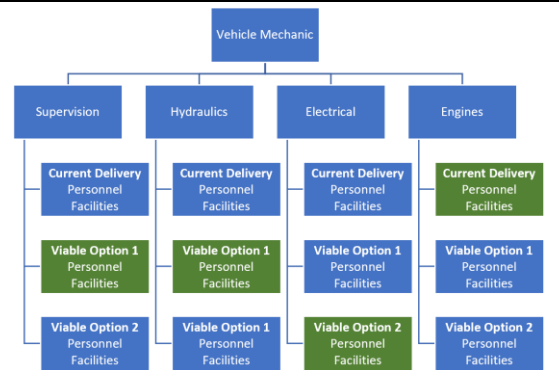 Vehicle Mechanic
Supervision
Hydraulics
Electrical
Engines
Current Delivery
Personnel
Facilities
Current Delivery
Personnel
Facilities
Current Delivery
Personnel
Facilities
Current Delivery
Personnel
Facilities
Viable Option 1
Personnel
Facilities
Viable Option 1
Personnel
Facilities
Viable Option 1
Personnel
Facilities
Viable Option 1
Personnel
Facilities
Viable Option 2
Personnel
Facilities
Viable Option 1
Personnel
Facilities
Viable Option 2
Personnel
Facilities
Viable Option 2
Personnel
Facilities